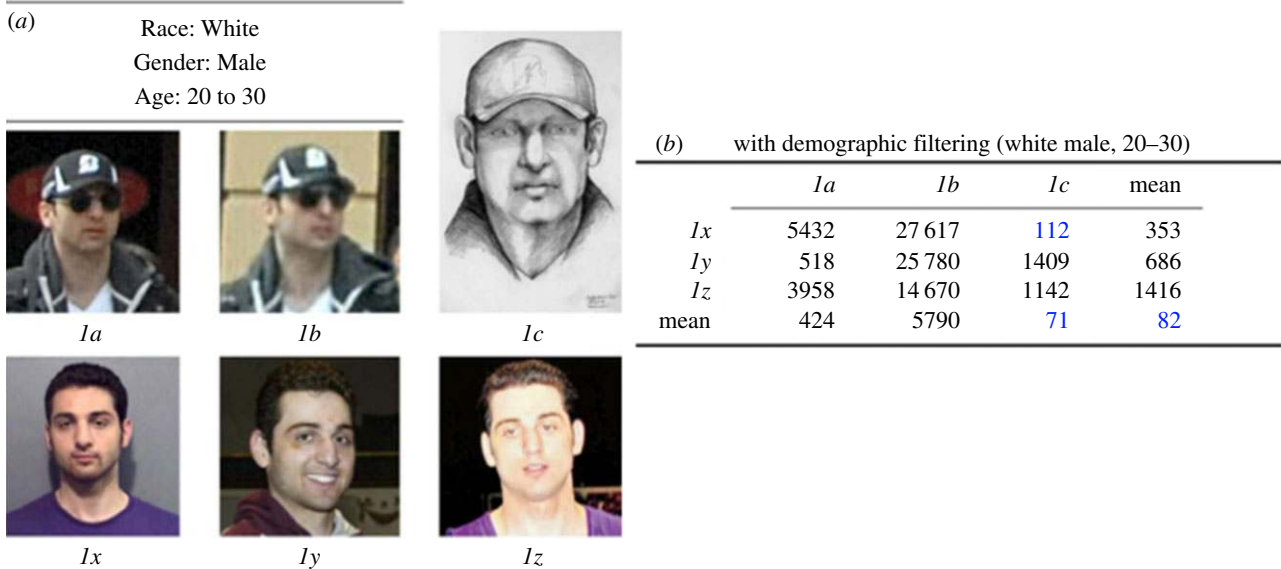 (a)
Race: White
Gender: Male
Age: 20 to 30
1a 1b 1c
1x 1y 1z
(b) with demographic filtering (white male, 20–30)
1a 1b 1c mean
1x 5432 27 617 112 353
1y 518 25 780 1409 686
1z 3958 14 670 1142 1416
mean 424 5790 71 82